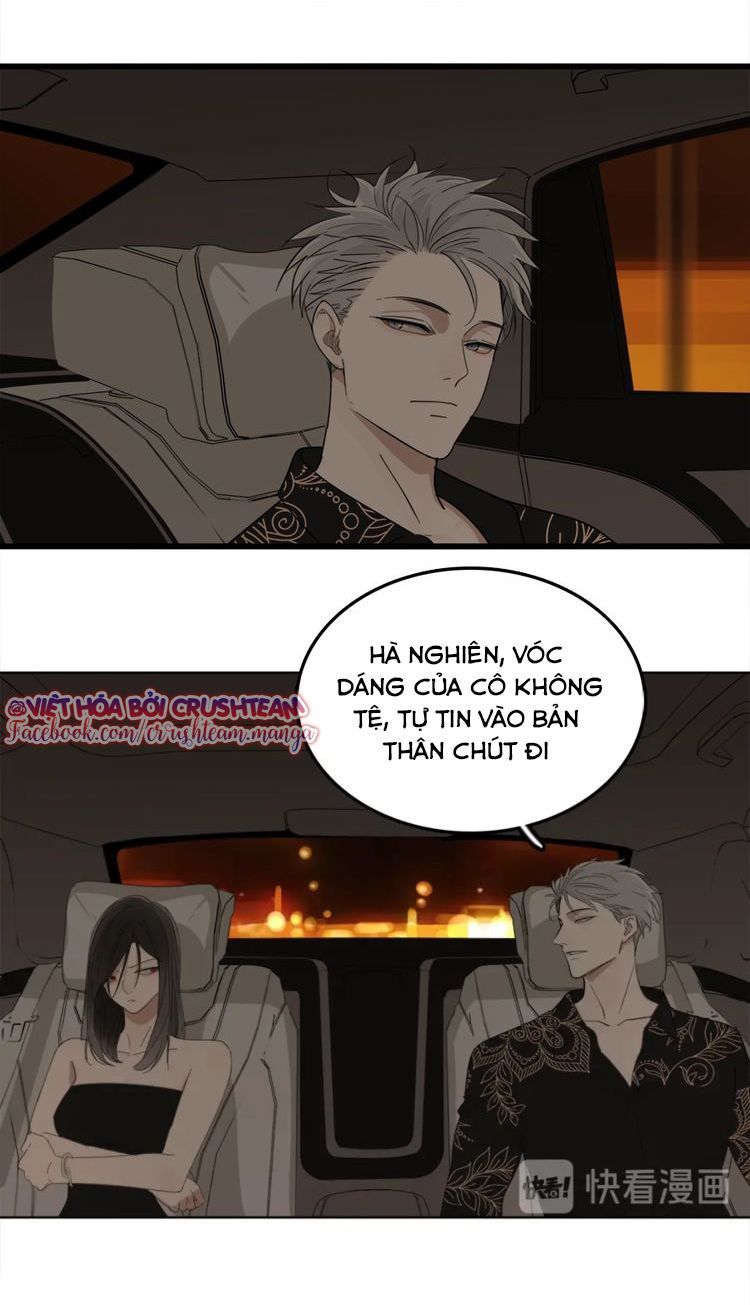 HÀ NGHIÊN, VÓC
DÁNG CỦA CÔ KHÔNG
TỆ, TỰ TIN VÀO BẢN
THÂN CHÚT ĐI
@VIỆT HÓA BỞI CRUSHTEAM
Facebook.com/crushteam.manga
快看! 快看漫画